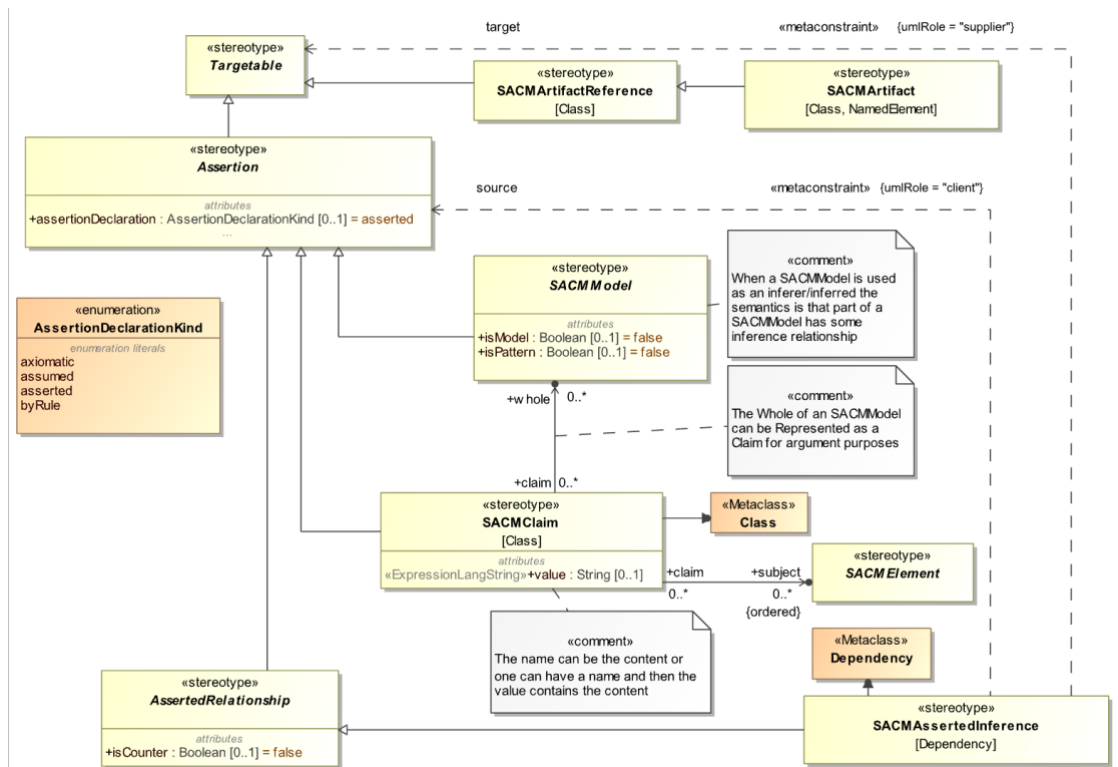 target
«metaconstraint» {umlRole = "supplier"}
«stereotype»
Targetable
«stereotype»
SACMArtifactReference
[Class]
«stereotype»
SACMArtifact
[Class, NamedElement]
«stereotype»
Assertion
attributes
+assertionDeclaration : AssertionDeclarationKind [0..1] = asserted
...
source
«metaconstraint» {umlRole = "client"}
«stereotype»
SACMModel
attributes
+isModel : Boolean [0..1] = false
+isPattern : Boolean [0..1] = false
«comment»
When a SACMModel is used
as an inferer/inferred the
semantics is that part of a
SACMModel has some
inference relationship
«enumeration»
AssertionDeclarationKind
enumeration literals
axiomatic
assumed
asserted
byRule
+whole 0..*
«comment»
The Whole of an SACMModel
can be Represented as a
Claim for argument purposes
+claim 0..*
«stereotype»
SACMClaim
[Class]
attributes
«ExpressionLangString»+value : String [0..1]
«Metaclass»
Class
+claim
0..*
+subject
0..*
{ordered}
«stereotype»
SACMElement
«comment»
The name can be the content or
one can have a name and then the
value contains the content
«Metaclass»
Dependency
«stereotype»
AssertedRelationship
attributes
+isCounter : Boolean [0..1] = false
«stereotype»
SACMAssertedInference
[Dependency]